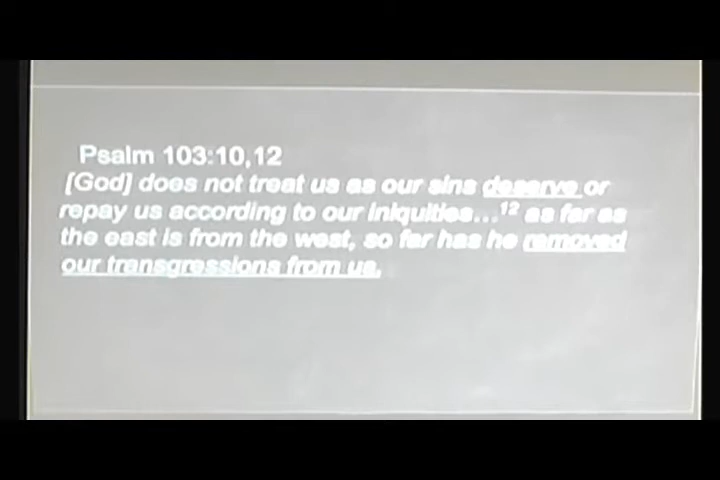 Psalm 103:10,12
[God] does not treat us as our sins deserve or
repay us according to our iniquities...¹² as far as
the east is from the west, so far has he removed
our transgressions from us.